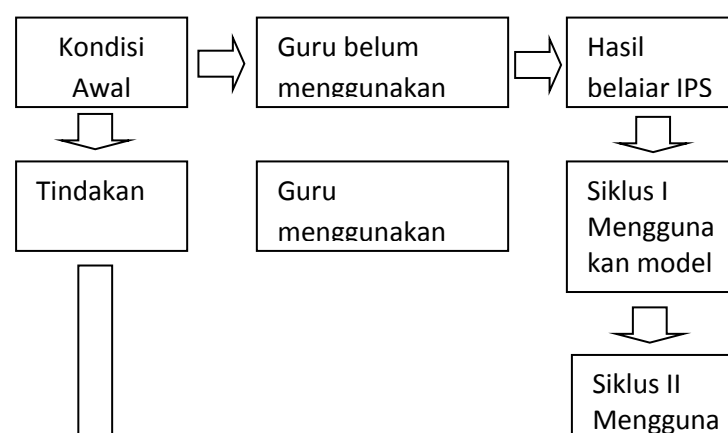 Kondisi
Awal
Guru belum
menggunakan
Hasil
belajar IPS
Tindakan
Guru
menggunakan
Siklus I
Mengguna
kan model
Siklus II
Mengguna